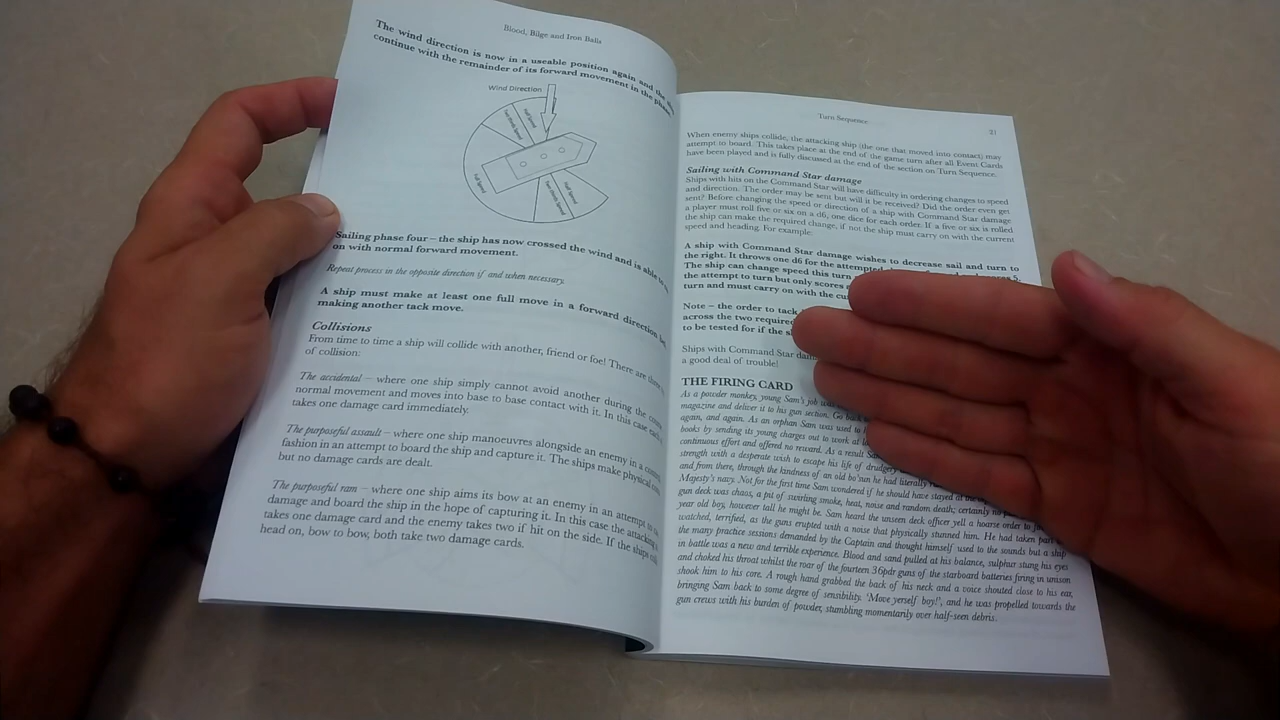 Blood, Bilge and Iron Balls
The wind direction is now in a useable position again and the ship
continue with the remainder of its forward movement in the phase.
Wind Direction
Half Speed
Two thirds Speed
Full Speed
Two thirds Speed
Half Speed
Sailing phase four – the ship has now crossed the wind and is able to
on with normal forward movement.
Repeat process in the opposite direction if and when necessary.
A ship must make at least one full move in a forward direction
making another tack move.
Collisions
From time to time a ship will collide with another, friend or foe! There are
of collision:
The accidental – where one ship simply cannot avoid another during the
normal movement and moves into base to base contact with it. In this case
takes one damage card immediately.
The purposeful assault – where one ship manoeuvres alongside an enemy in a
fashion in an attempt to board the ship and capture it. The ships make physical
but no damage cards are dealt.
The purposeful ram – where one ship aims its bow at an enemy in an attempt to
damage and board the ship in the hope of capturing it. In this case the attacking
takes one damage card and the enemy takes two if hit on the side. If the ships
head on, bow to bow, both take two damage cards.
Turn Sequence
21
When enemy ships collide, the attacking ship (the one that moved into contact) may
attempt to board. This takes place at the end of the game turn after all Event Cards
have been played and is fully discussed at the end of the section on Turn Sequence.
Sailing with Command Star damage
Ships with hits on the Command Star will have difficulty in ordering changes to speed
and direction. The order may be sent but will it be received? Did the order even get
sent? Before changing the speed or direction of a ship with Command Star damage
a player must roll five or six on a d6, one dice for each order. If a five or six is rolled
the ship can make the required change, if not the ship must carry on with the current
speed and heading. For example:
A ship with Command Star damage wishes to decrease sail and turn to
the right. It throws one d6 for the attempted
The ship can change speed this turn
the attempt to turn but only scores
turn and must carry on with the
Note – the order to tack
across the two required
to be tested for if the
Ships with Command Star
a good deal of trouble!
THE FIRING CARD
As a powder monkey, young Sam's job was
magazine and deliver it to his gun section. Go back
again, and again. As an orphan Sam was used to
books by sending its young charges out to work at
continuous effort and offered no reward. As a result
strength with a desperate wish to escape his life of drudgery
and from there, through the kindness of an old bo'sun he had literally
Majesty's navy. Not for the first time Sam wondered if he should have stayed at the
gun deck was chaos, a pit of swirling smoke, heat, noise and random death; certainly no
year old boy, however tall he might be. Sam heard the unseen deck officer yell a hoarse order to
watched, terrified, as the guns erupted with a noise that physically stunned him. He had taken part
the many practice sessions demanded by the Captain and thought himself used to the sounds but a ship
in battle was a new and terrible experience. Blood and sand pulled at his balance, sulphur stung his eyes
and choked his throat whilst the roar of the fourteen 36pdr guns of the starboard batteries firing in unison
shook him to his core. A rough hand grabbed the back of his neck and a voice shouted close to his ear,
bringing Sam back to some degree of sensibility. 'Move yerself boy!', and he was propelled towards the
gun crews with his burden of powder, stumbling momentarily over half-seen debris.